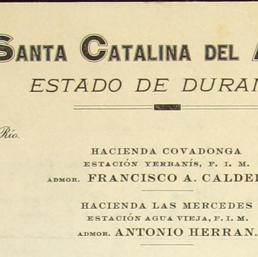 SANTA CATALINA DEL
ESTADO DE DURAN
Río.
HACIENDA COVADONGA
ESTACIÓN YERBANÍS, F. I. M.
ADMOR. FRANCISCO A. CALDE
HACIENDA LAS MERCEDES
ESTACIÓN AGUA VIEJA, F. I. M.
ADMOR. ANTONIO HERRAN.